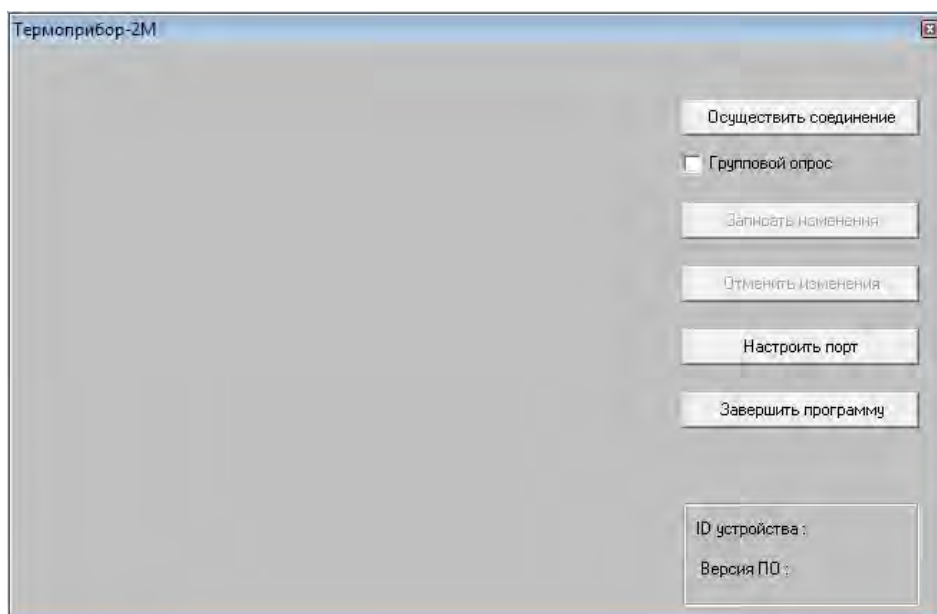 Термоприбор-2М
Осуществить соединение
Групповой опрос
Записать изменения
Отменить изменения
Настроить порт
Завершить программу
ID устройства :
Версия ПО :